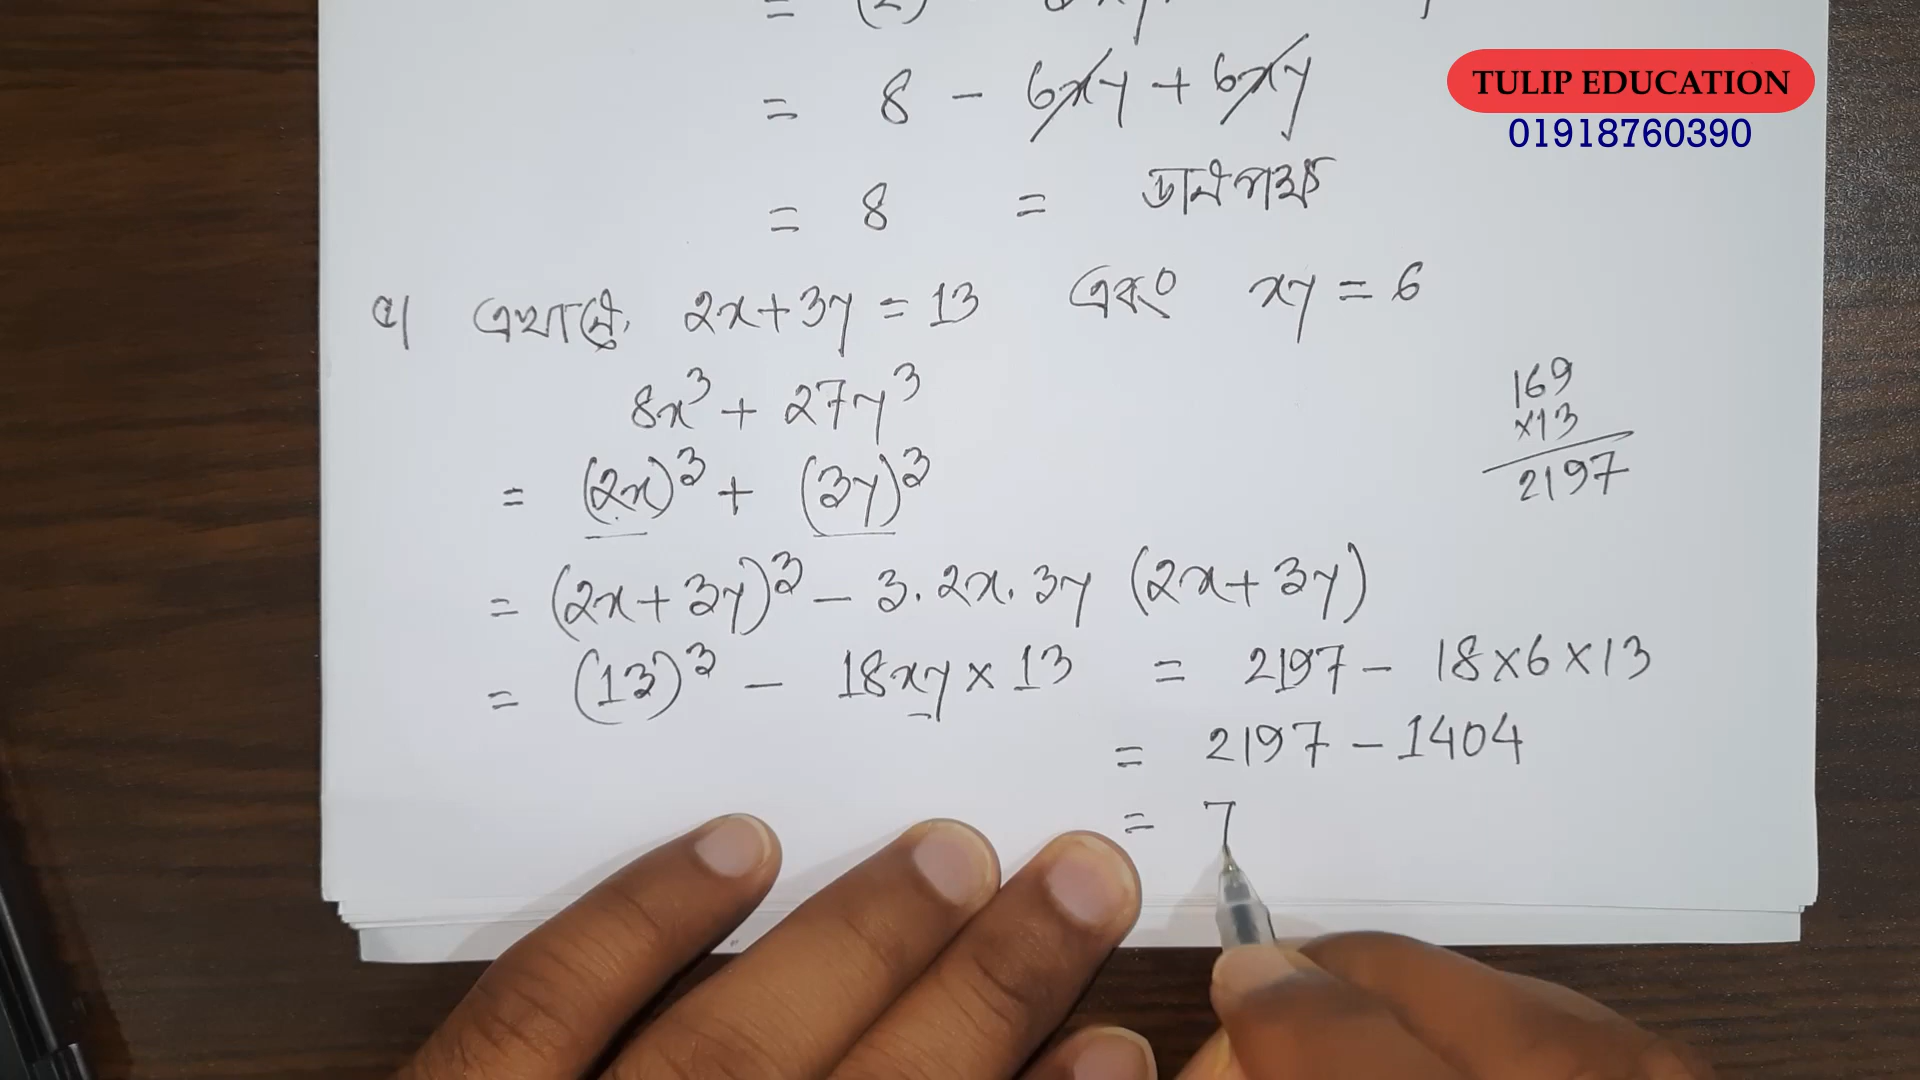 TULIP EDUCATION
01918760390
= 8 - 6xy + 6xy
= 8 = ডানপক্ষ
৫। এখানে, 2x+3y = 13 এবং xy = 6
8x³ + 27y³
= (2x)³ + (3y)³
= (2x+3y)³ - 3.2x.3y (2x+3y)
= (13)³ - 18xy × 13 = 2197 - 18×6×13
= 2197 - 1404
= 7
169
×13
2197